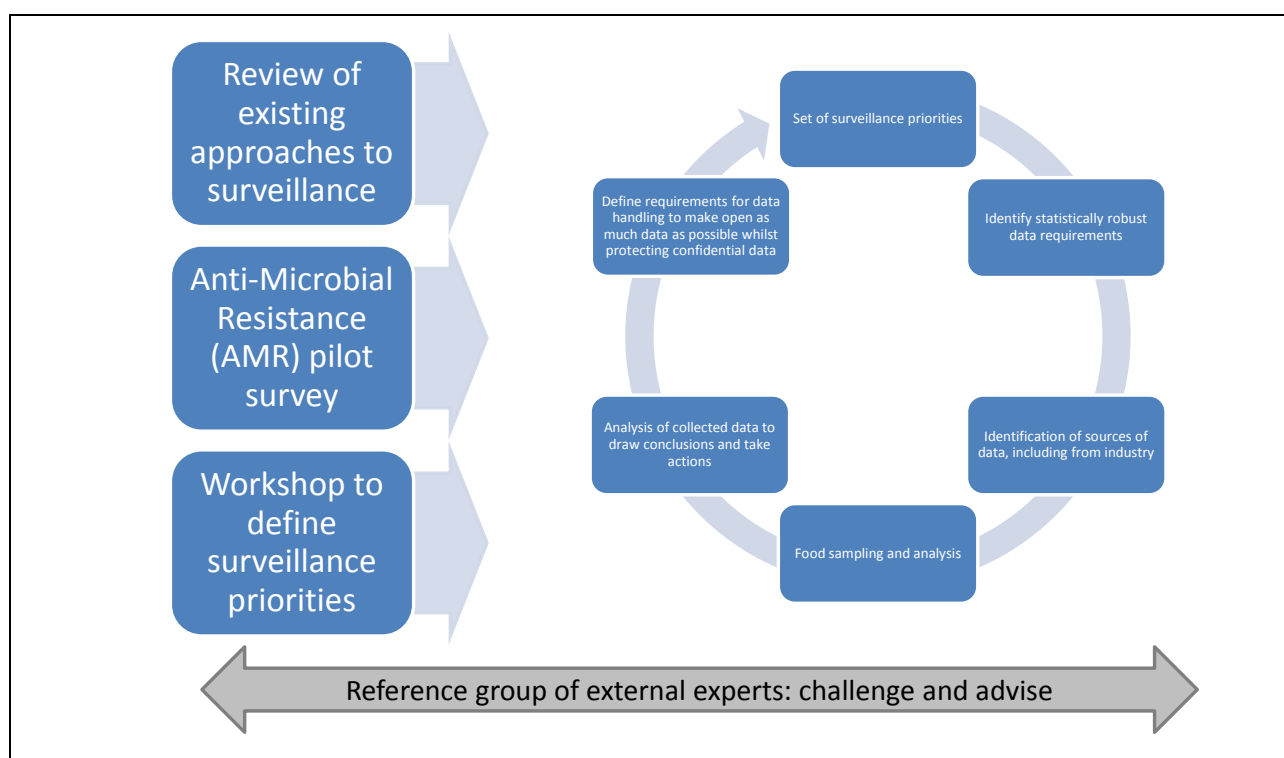 Review of
existing
approaches to
surveillance
Anti-Microbial
Resistance
(AMR) pilot
survey
Workshop to
define
surveillance
priorities
Set of surveillance priorities
Identify statistically robust
data requirements
Identification of sources of
data, including from industry
Food sampling and analysis
Analysis of collected data to
draw conclusions and take
actions
Define requirements for data
handling to make open as
much data as possible whilst
protecting confidential data
Reference group of external experts: challenge and advise